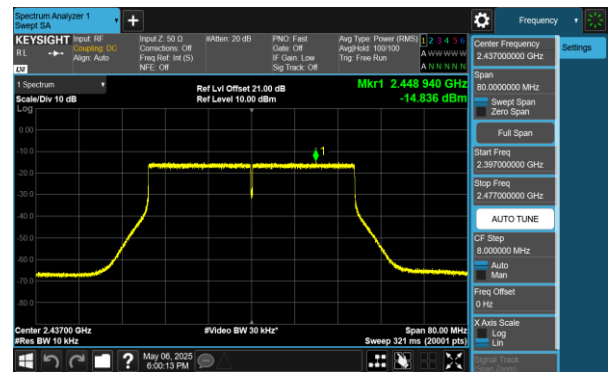 Spectrum Analyzer 1
Swept SA
Frequency
KEYSIGHT
RL
LW
Input: RF
Coupling: DC
Align: Auto
Input Z: 50 Ω
Corrections: Off
Freq Ref: Int (S)
NFE: Off
#Atten: 20 dB
PNO: Fast
Gate: Off
IF Gain: Low
Sig Track: Off
Avg Type: Power (RMS)
Avg|Hold: 100/100
Trig: Free Run
1 2 3 4 5 6
A W W W W W
A N N N N N
1 Spectrum
Scale/Div 10 dB
Log
Ref Lvl Offset 21.00 dB
Ref Level 10.00 dBm
Mkr1 2.448 940 GHz
-14.836 dBm
0.00
-10.0
-20.0
-30.0
-40.0
-50.0
-60.0
-70.0
-80.0
1
Center 2.43700 GHz
#Res BW 10 kHz
#Video BW 30 kHz*
Span 80.00 MHz
Sweep 321 ms (20001 pts)
May 06, 2025
6:00:13 PM
Center Frequency
2.437000000 GHz
Settings
Span
80.0000000 MHz
Swept Span
Zero Span
Full Span
Start Freq
2.397000000 GHz
Stop Freq
2.477000000 GHz
AUTO TUNE
CF Step
8.000000 MHz
Auto
Man
Freq Offset
0 Hz
X Axis Scale
Log
Lin
Signal Track
(Span Zoom)